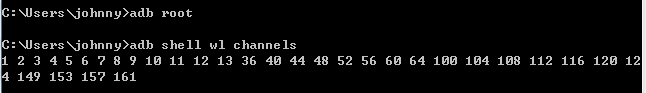 C:\Users\johnny>adb root
C:\Users\johnny>adb shell wl channels
1 2 3 4 5 6 7 8 9 10 11 12 13 36 40 44 48 52 56 60 64 100 104 108 112 116 120 12
4 149 153 157 161